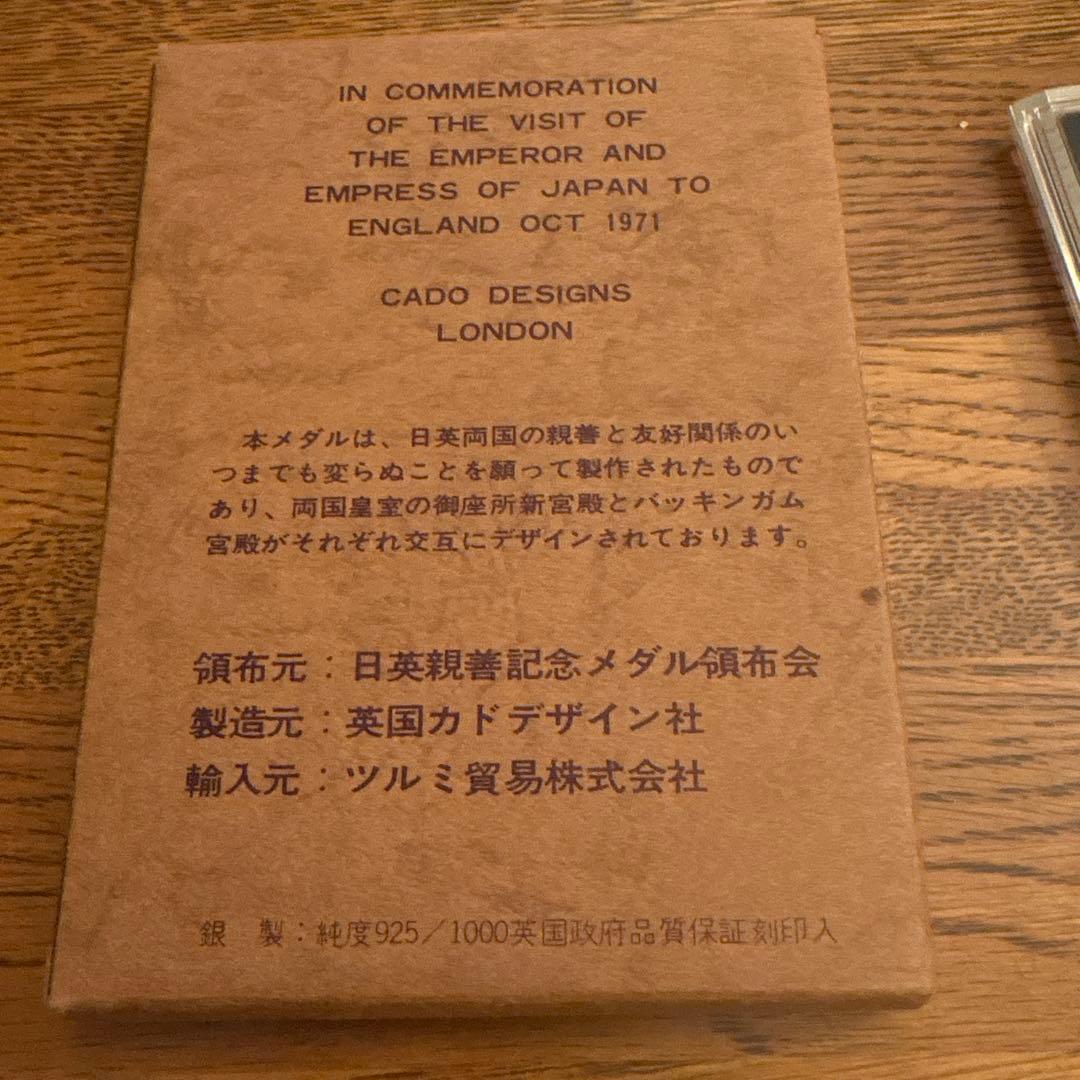 IN COMMEMORATION
OF THE VISIT OF
THE EMPEROR AND
EMPRESS OF JAPAN TO
ENGLAND OCT 1971
CADO DESIGNS
LONDON
本メダルは、日英両国の親善と友好関係のい
つまでも変らぬことを願って製作されたもので
あり、両国皇室の御座所新宮殿とバッキンガム
宮殿がそれぞれ交互にデザインされております。
領布元：日英親善記念メダル領布会
製造元：英国カドデザイン社
輸入元：ツルミ貿易株式会社
銀　製：純度925／1000英国政府品質保証刻印入